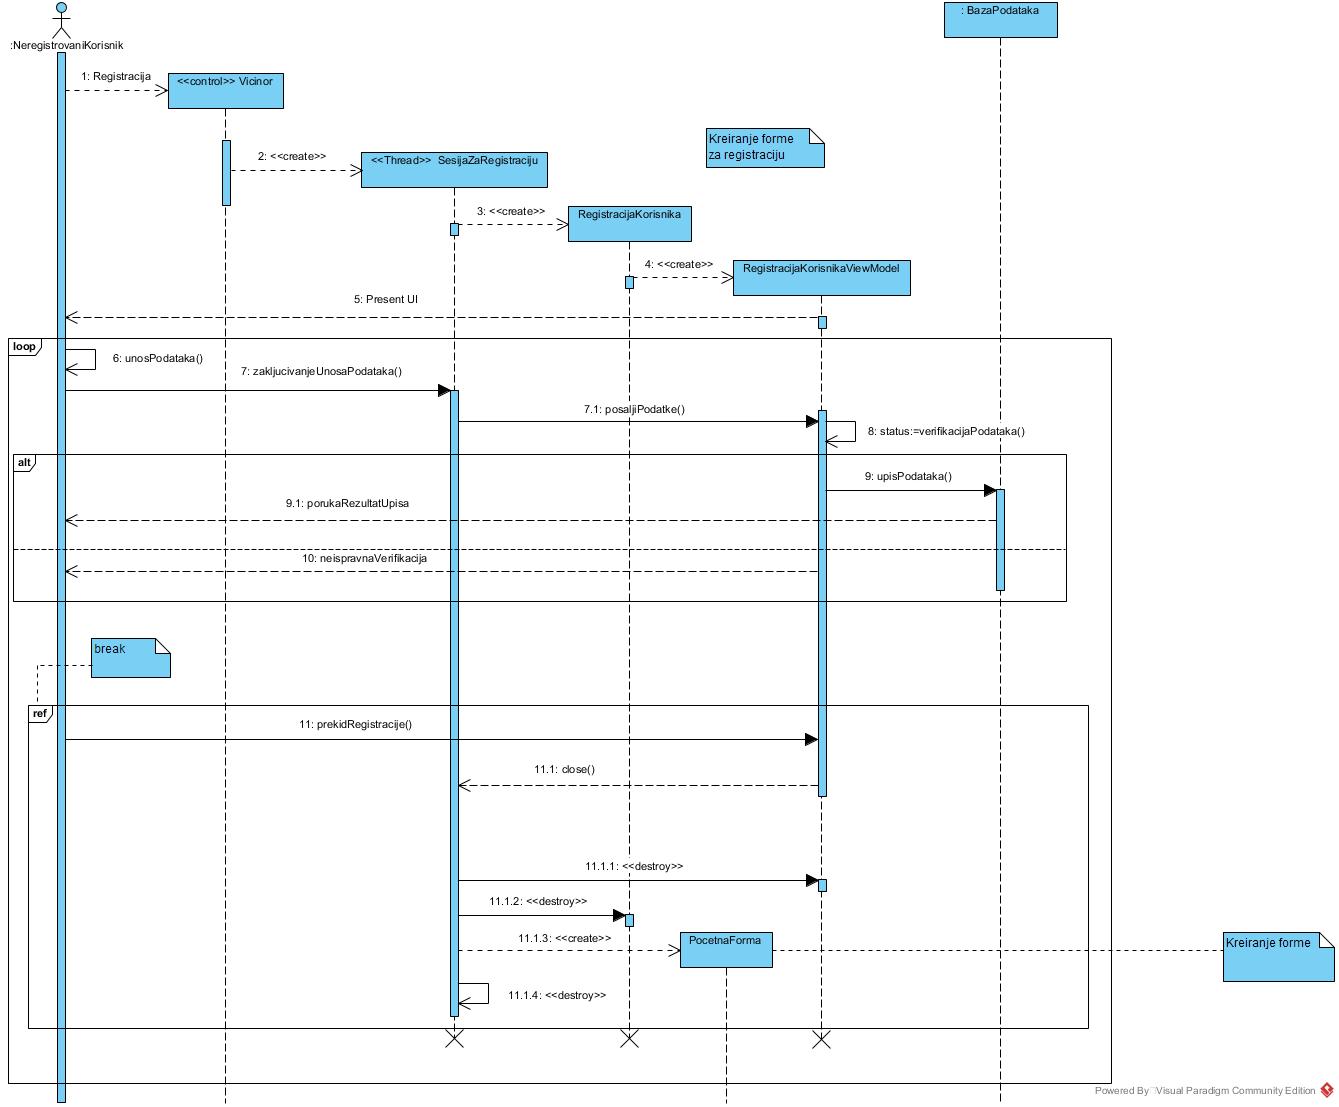 : BazaPodataka
:NeregistrovaniKorisnik
1: Registracija
<<control>> Vicinor
Kreiranje forme
za registraciju
2: <<create>>
<<Thread>> SesijaZaRegistraciju
3: <<create>>
RegistracijaKorisnika
4: <<create>>
RegistracijaKorisnikaViewModel
5: Present UI
loop
6: unosPodataka()
7: zakljucivanjeUnosaPodataka()
7.1: posaljiPodatke()
8: status:=verifikacijaPodataka()
alt
9: upisPodataka()
9.1: porukaRezultatUpisa
10: neispravnaVerifikacija
break
ref
11: prekidRegistracije()
11.1: close()
11.1.1: <<destroy>>
11.1.2: <<destroy>>
11.1.3: <<create>>
PocetnaForma
Kreiranje forme
11.1.4: <<destroy>>
Powered By Visual Paradigm Community Edition